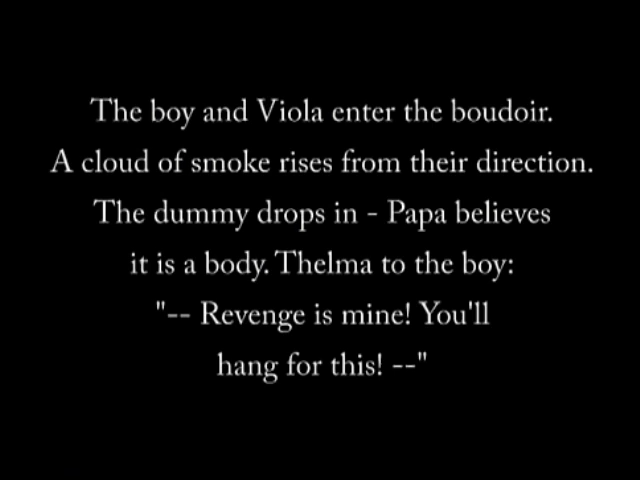 The boy and Viola enter the boudoir.
A cloud of smoke rises from their direction.
The dummy drops in - Papa believes
it is a body. Thelma to the boy:
"-- Revenge is mine! You'll
hang for this! --"